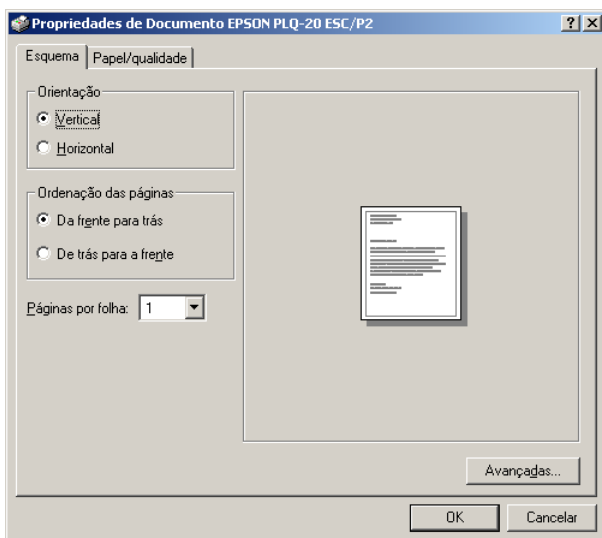 Propriedades de Documento EPSON PLQ-20 ESC/P2
Esquema
Papel/qualidade
Orientação
Vertical
Horizontal
Ordenação das páginas
Da frente para trás
De trás para a frente
Páginas por folha: 1
Avançadas...
OK
Cancelar